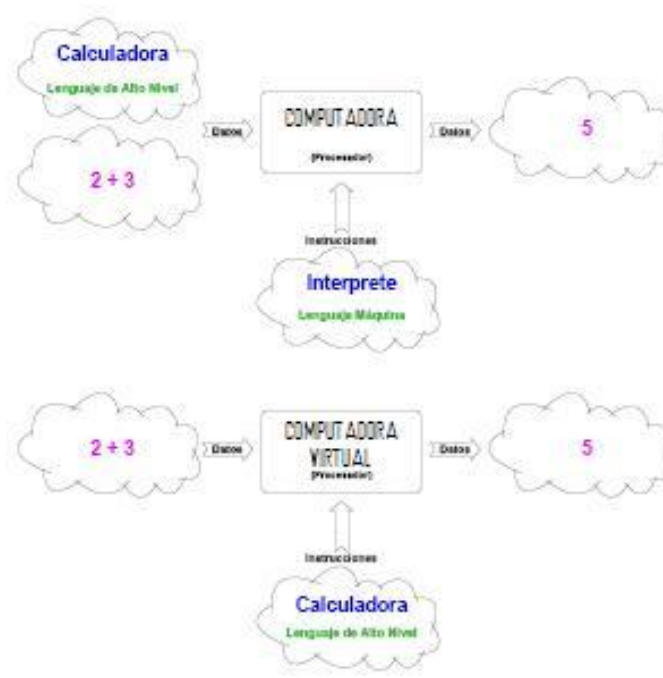 Calculadora
Lenguaje de Alto Nivel
2 + 3
Datos
COMPUTADORA
(Procesador)
Datos
5
Instrucciones
Interprete
Lenguaje Máquina
2 + 3
Datos
COMPUTADORA
VIRTUAL
(Procesador)
Datos
5
Instrucciones
Calculadora
Lenguaje de Alto Nivel